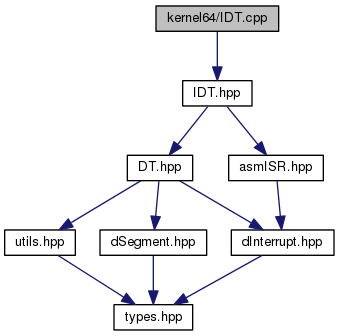 kernel64/IDT.cpp
IDT.hpp
DT.hpp
asmISR.hpp
utils.hpp
dSegment.hpp
dInterrupt.hpp
types.hpp